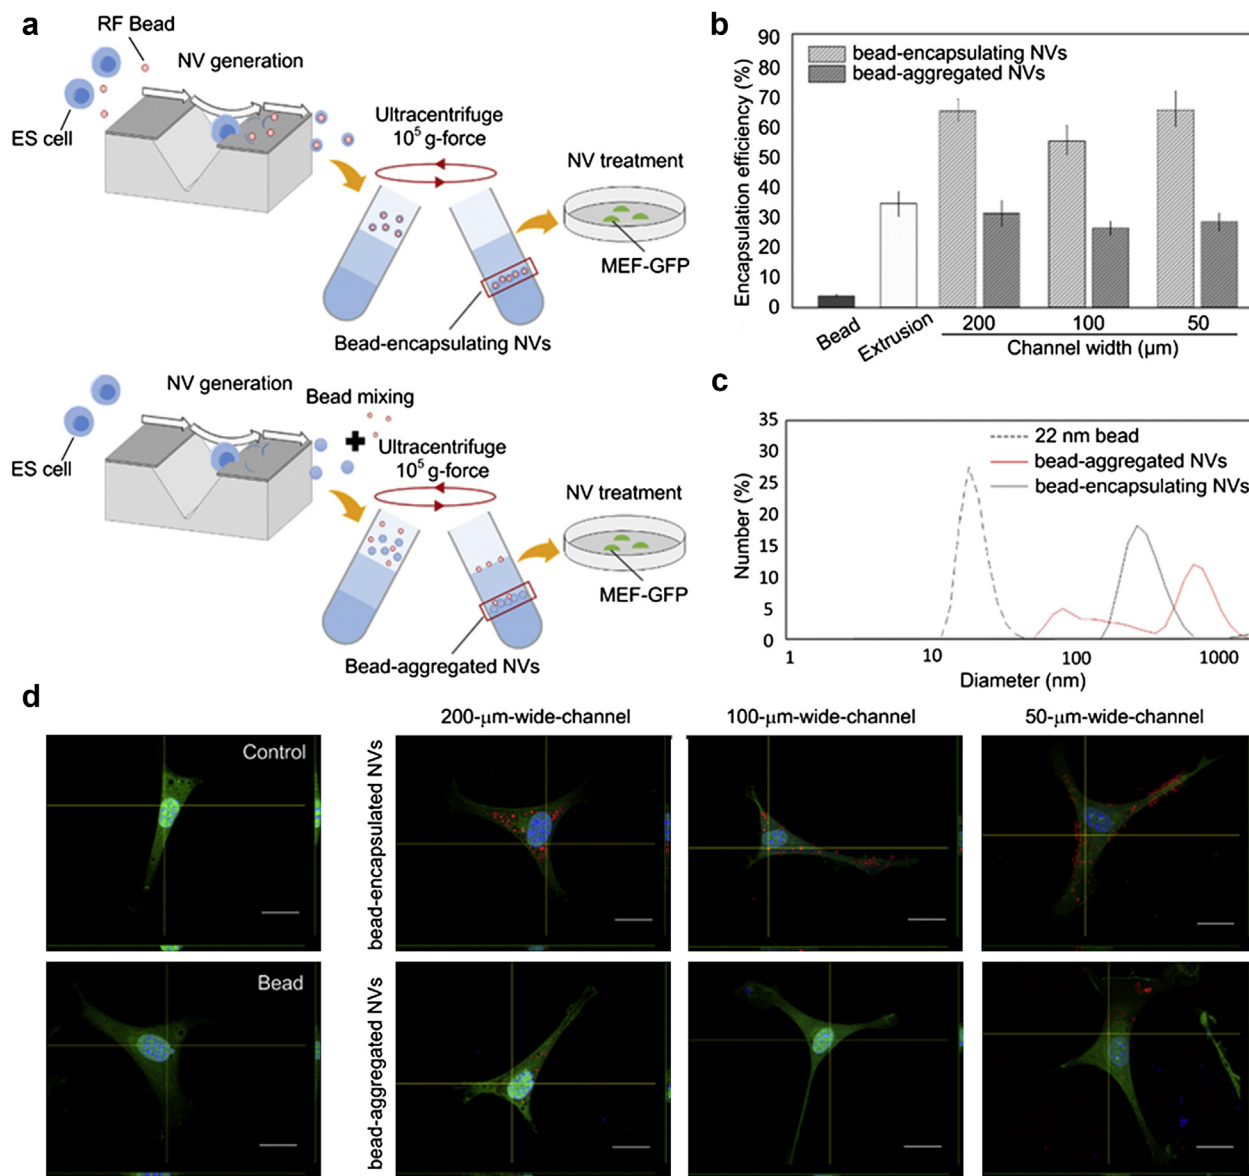 a
RF Bead
NV generation
ES cell
Ultracentrifuge
10⁵ g-force
NV treatment
MEF-GFP
Bead-encapsulating NVs
NV generation
Bead mixing
ES cell
Ultracentrifuge
10⁵ g-force
NV treatment
MEF-GFP
Bead-aggregated NVs
b
Encapsulation efficiency (%)
90
80
70
60
50
40
30
20
10
0
bead-encapsulating NVs
bead-aggregated NVs
Bead
Extrusion
200
100
50
Channel width (μm)
c
Number (%)
35
30
25
20
15
10
5
0
22 nm bead
bead-aggregated NVs
bead-encapsulating NVs
1
10
100
1000
Diameter (nm)
d
200-μm-wide-channel
100-μm-wide-channel
50-μm-wide-channel
Control
bead-encapsulated NVs
Bead
bead-aggregated NVs